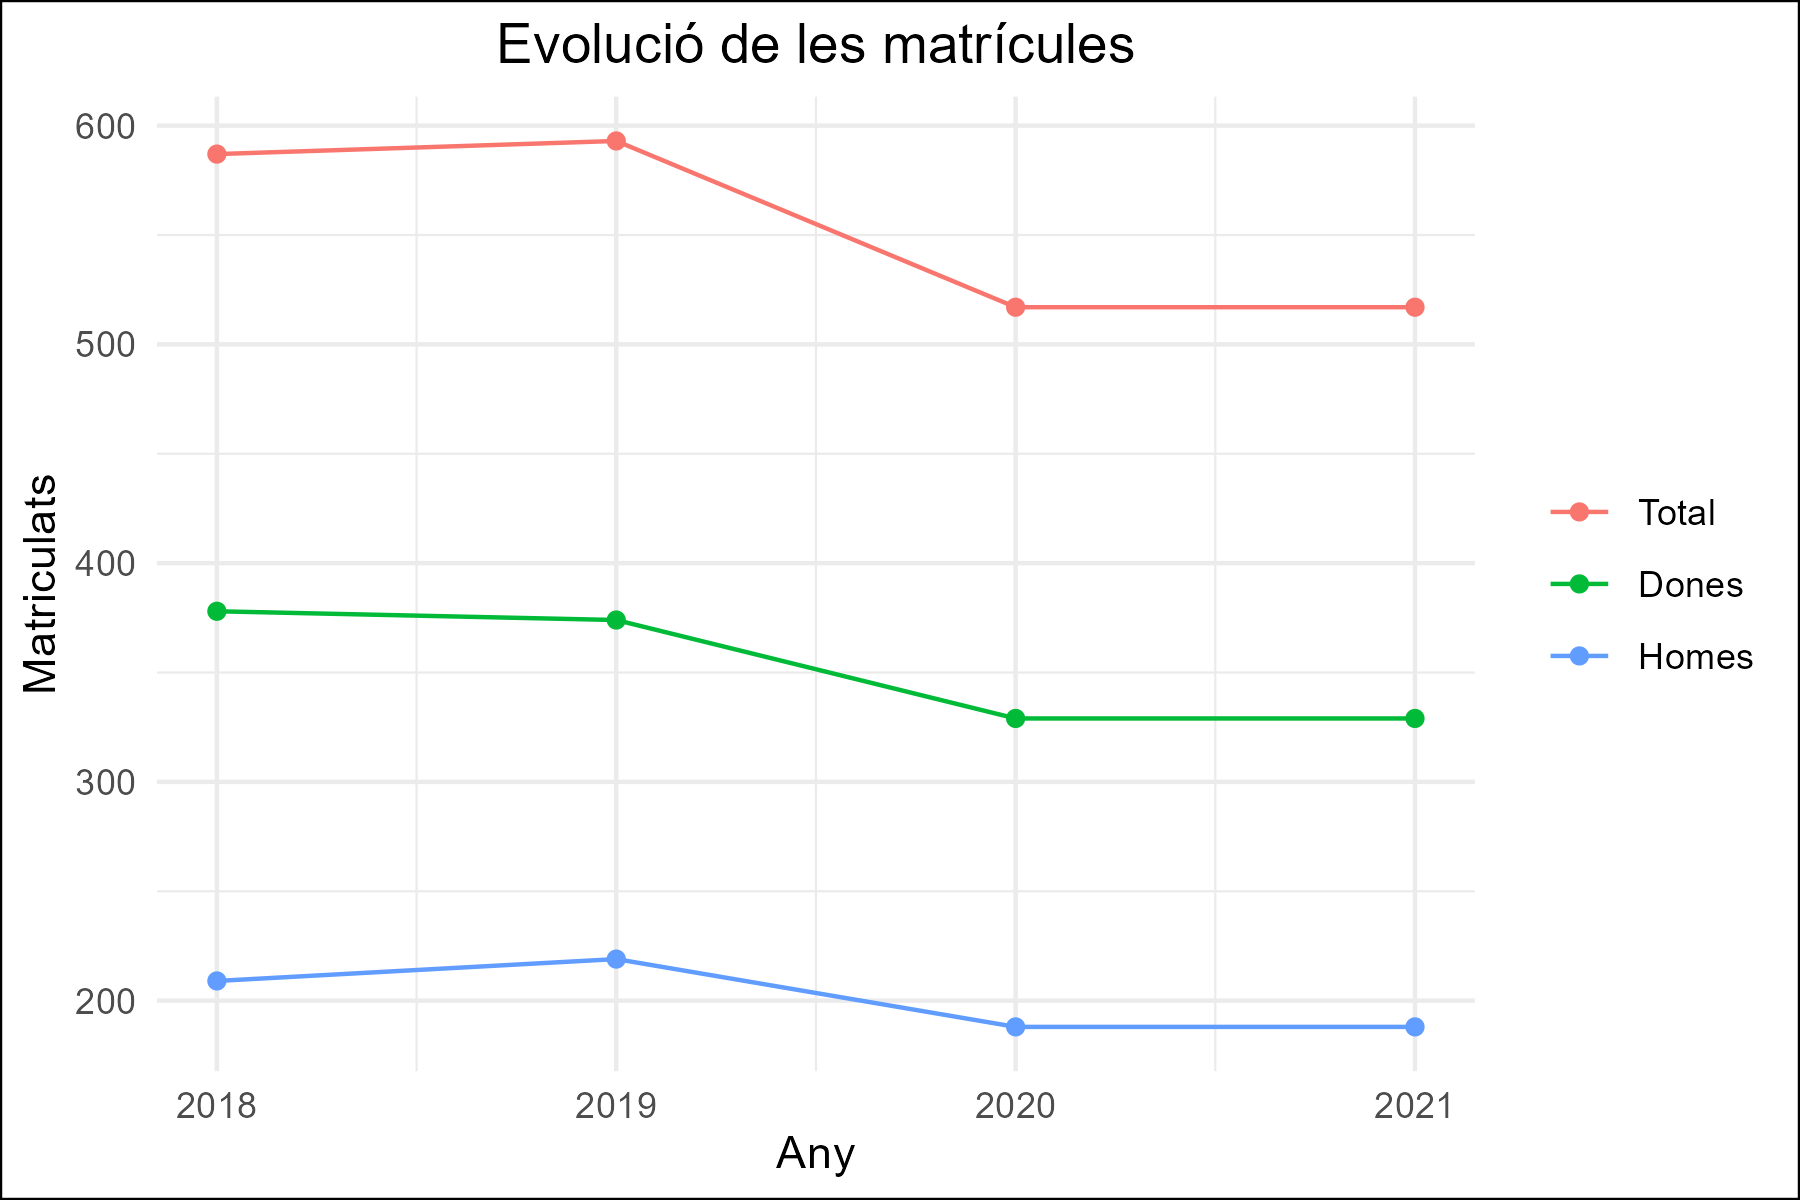 Evolució de les matrícules
600
500
400
300
200
Matriculats
2018 2019 2020 2021
Any
Total
Dones
Homes